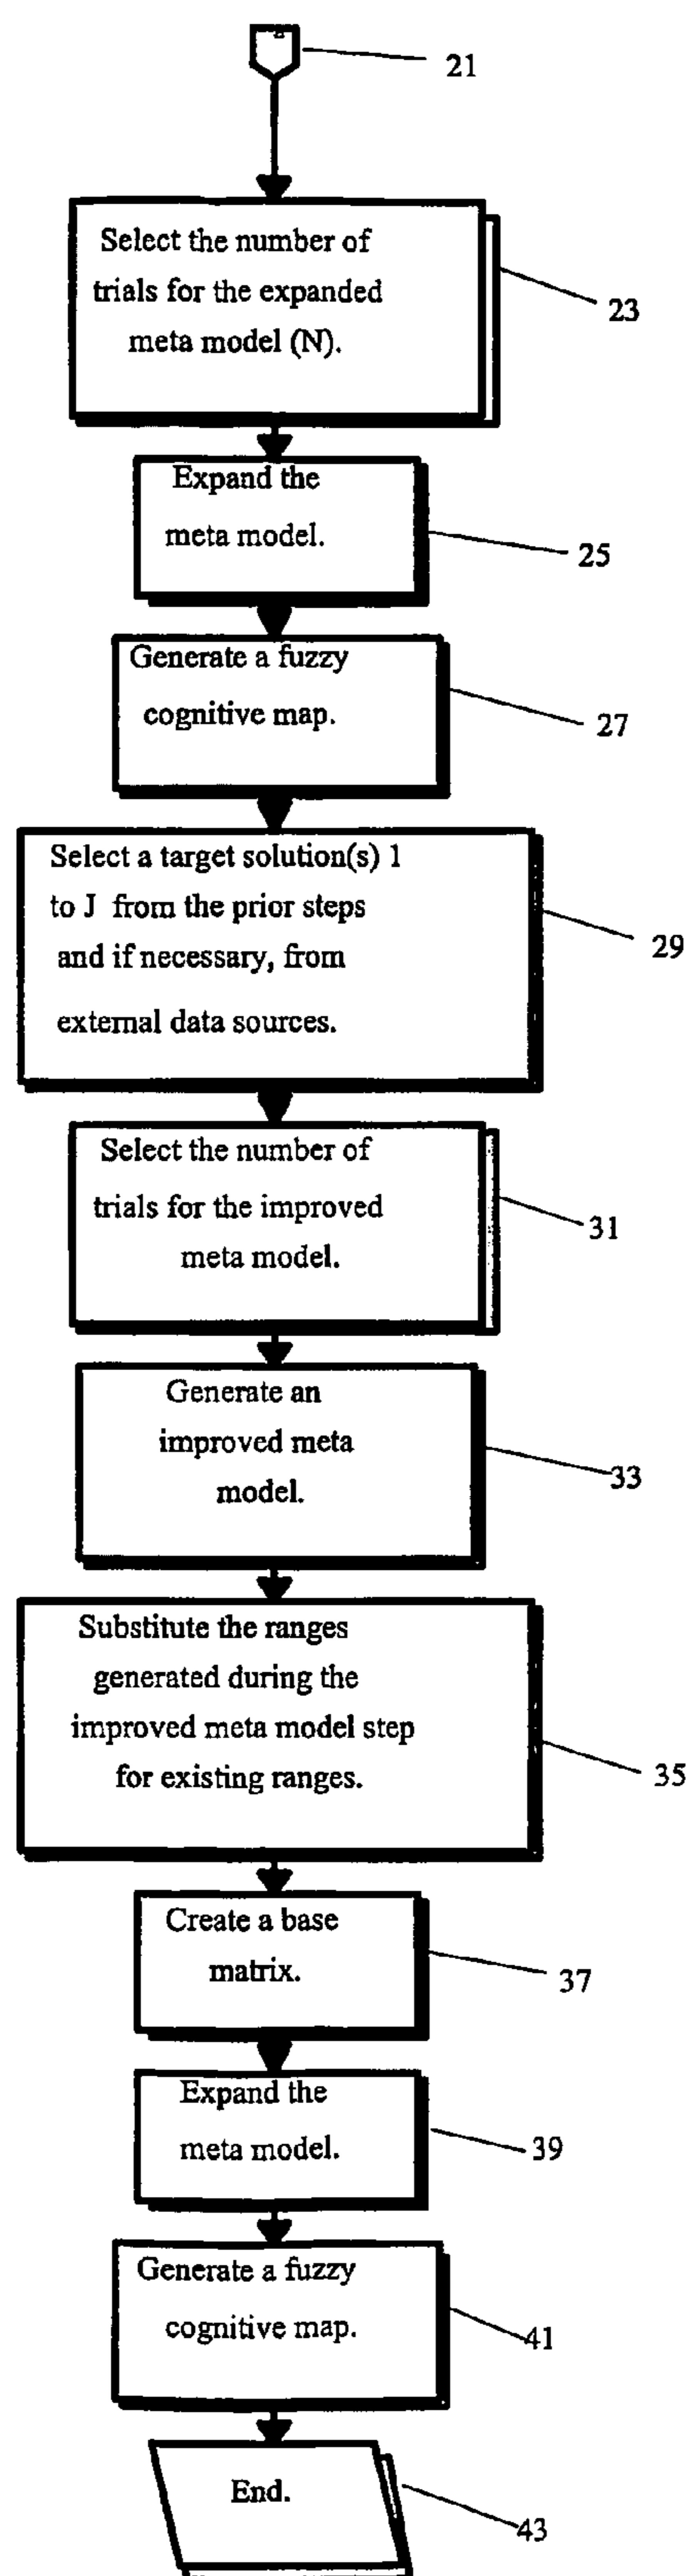 21
Select the number of
trials for the expanded
meta model (N).
23
Expand the
meta model.
25
Generate a fuzzy
cognitive map.
27
Select a target solution(s) 1
to J from the prior steps
and if necessary, from
external data sources.
29
Select the number of
trials for the improved
meta model.
31
Generate an
improved meta
model.
33
Substitute the ranges
generated during the
improved meta model step
for existing ranges.
35
Create a base
matrix.
37
Expand the
meta model.
39
Generate a fuzzy
cognitive map.
41
End.
43